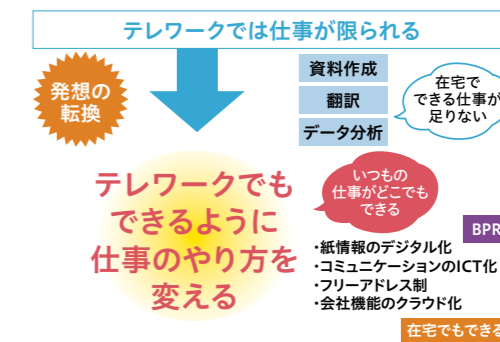 テレワークでは仕事が限られる
発想の
転換
資料作成
翻訳
データ分析
在宅で
できる仕事が
足りない
テレワークでも
できるように
仕事のやり方を
変える
いつもの
仕事がどこでも
できる
BPR
・紙情報のデジタル化
・コミュニケーションのICT化
・フリーアドレス制
・会社機能のクラウド化
在宅でもできる